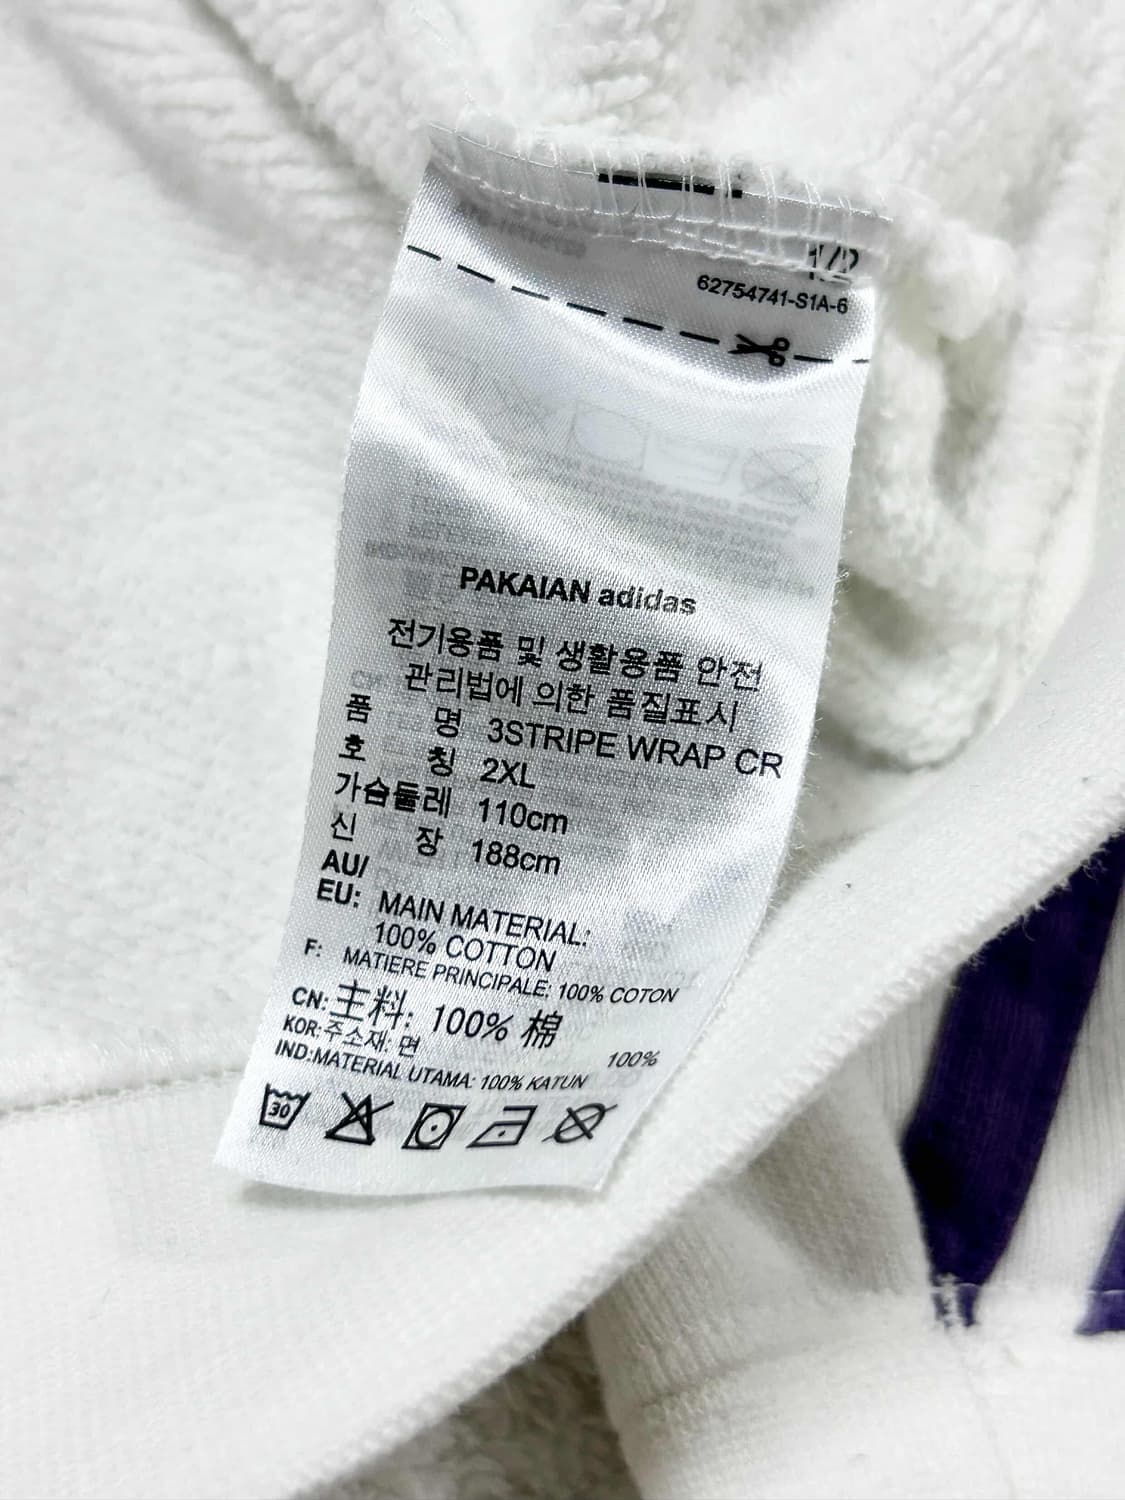 1/2
62754741-S1A-6
PAKAIAN adidas
전기용품 및 생활용품 안전
관리법에 의한 품질표시
품 명 3STRIPE WRAP CR
호 칭 2XL
가슴둘레 110cm
신 장 188cm
AU/
EU: MAIN MATERIAL:
100% COTTON
F: MATIERE PRINCIPALE: 100% COTON
CN: 主料: 100% 棉
KOR:주소재: 면 100%
IND:MATERIAL UTAMA: 100% KATUN
30